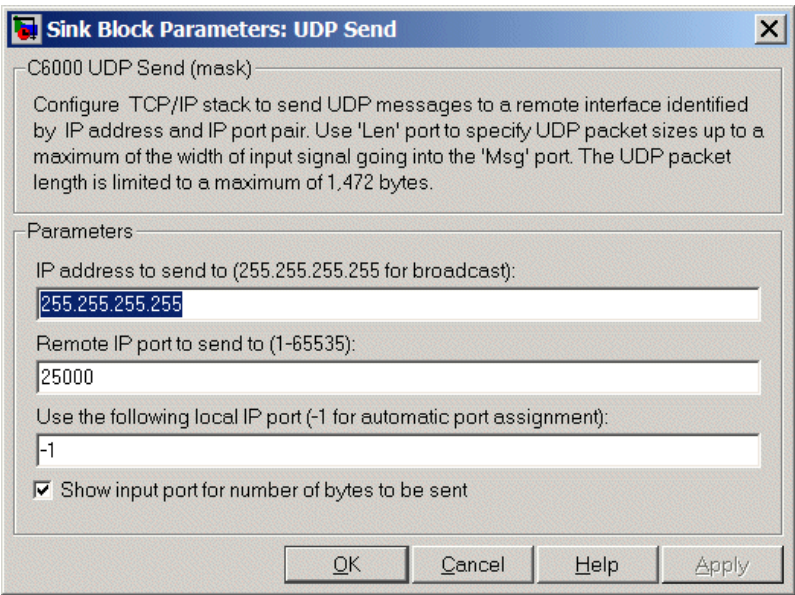 Sink Block Parameters: UDP Send
C6000 UDP Send (mask)
Configure TCP/IP stack to send UDP messages to a remote interface identified
by IP address and IP port pair. Use 'Len' port to specify UDP packet sizes up to a
maximum of the width of input signal going into the 'Msg' port. The UDP packet
length is limited to a maximum of 1,472 bytes.
Parameters
IP address to send to (255.255.255.255 for broadcast):
255.255.255.255
Remote IP port to send to (1-65535):
25000
Use the following local IP port (-1 for automatic port assignment):
-1
Show input port for number of bytes to be sent
OK Cancel Help Apply